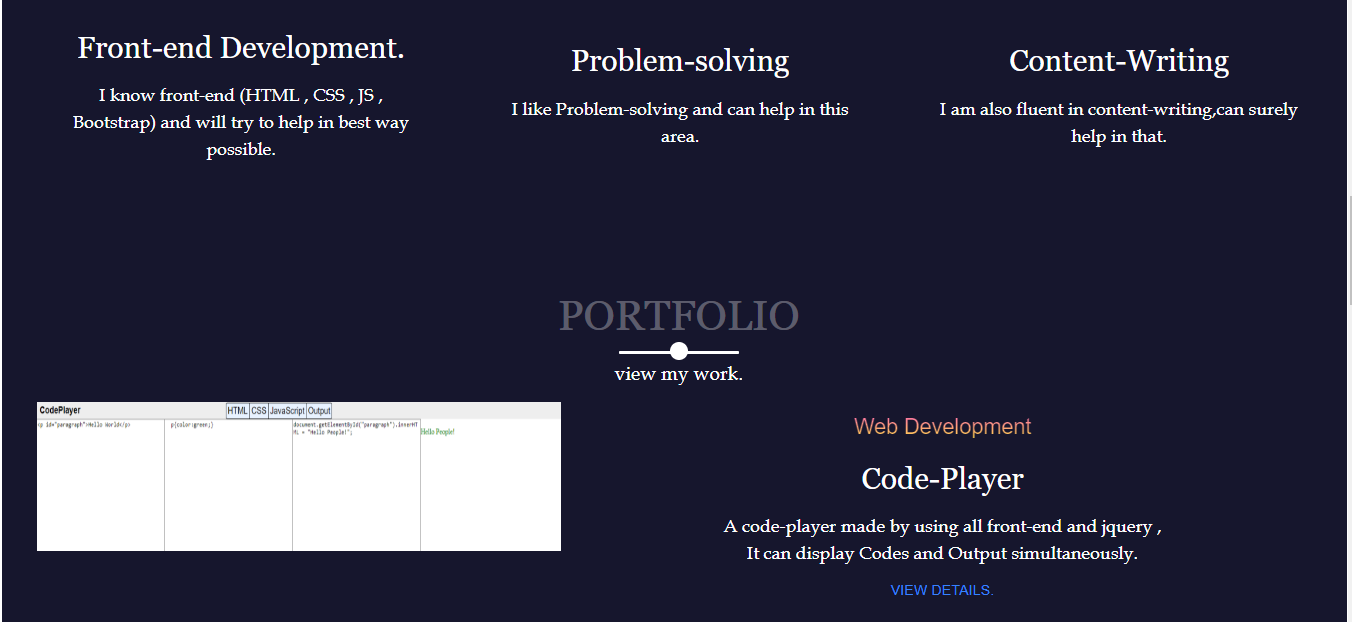 Front-end Development.
I know front-end (HTML , CSS , JS ,
Bootstrap) and will try to help in best way
possible.
Problem-solving
I like Problem-solving and can help in this
area.
Content-Writing
I am also fluent in content-writing,can surely
help in that.
PORTFOLIO
view my work.
CodePlayer
HTML CSS JavaScript Output
<p id="paragraph">Hello World</p>
p{color:green;}
document.getElementById("paragraph").innerHT
ML = "Hello People!";
Hello People!
Web Development
Code-Player
A code-player made by using all front-end and jquery ,
It can display Codes and Output simultaneously.
VIEW DETAILS.